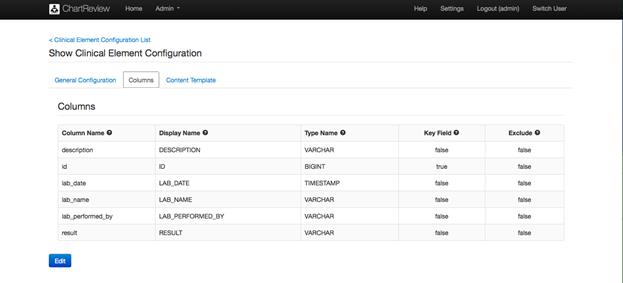 ChartReview Home Admin Help Settings Logout (admin) Switch User
< Clinical Element Configuration List
Show Clinical Element Configuration
General Configuration Columns Content Template
Columns
Column Name Display Name Type Name Key Field Exclude
description DESCRIPTION VARCHAR false false
id ID BIGINT true false
lab_date LAB_DATE TIMESTAMP false false
lab_name LAB_NAME VARCHAR false false
lab_performed_by LAB_PERFORMED_BY VARCHAR false false
result RESULT VARCHAR false false
Edit